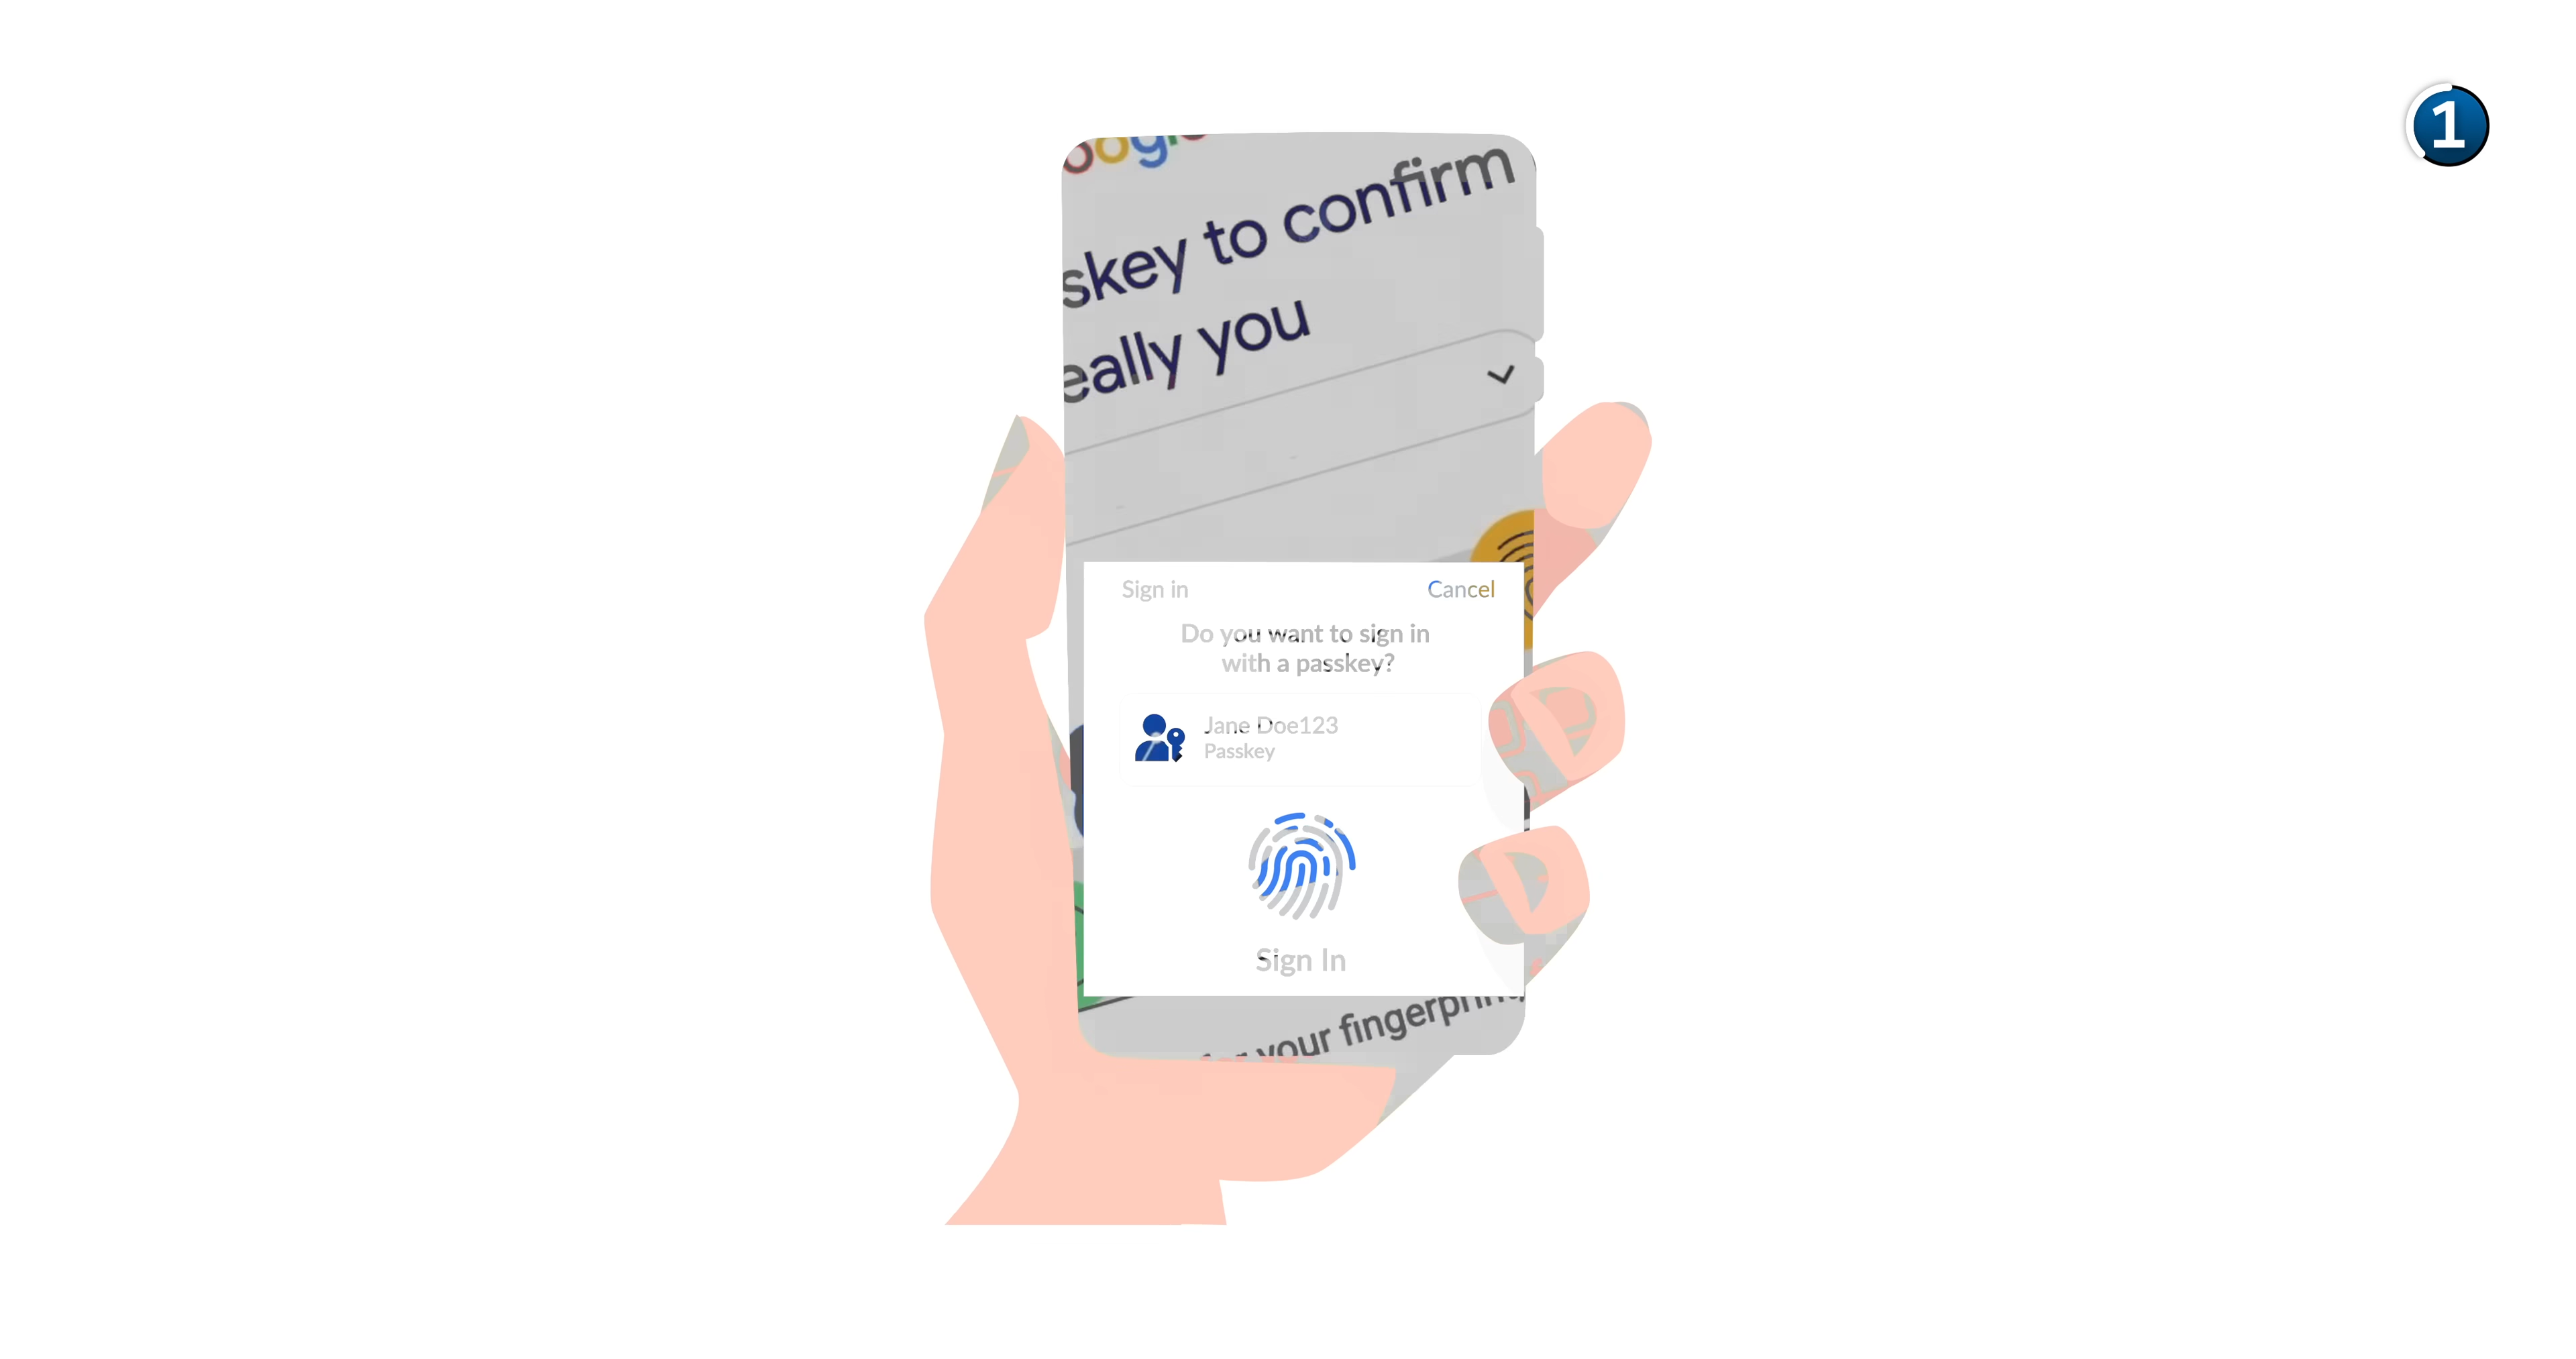 1
skey to confirm
eally you
Sign in
Cancel
Do you want to sign in
with a passkey?
Jane Doe123
Passkey
Sign In
your fingerprint